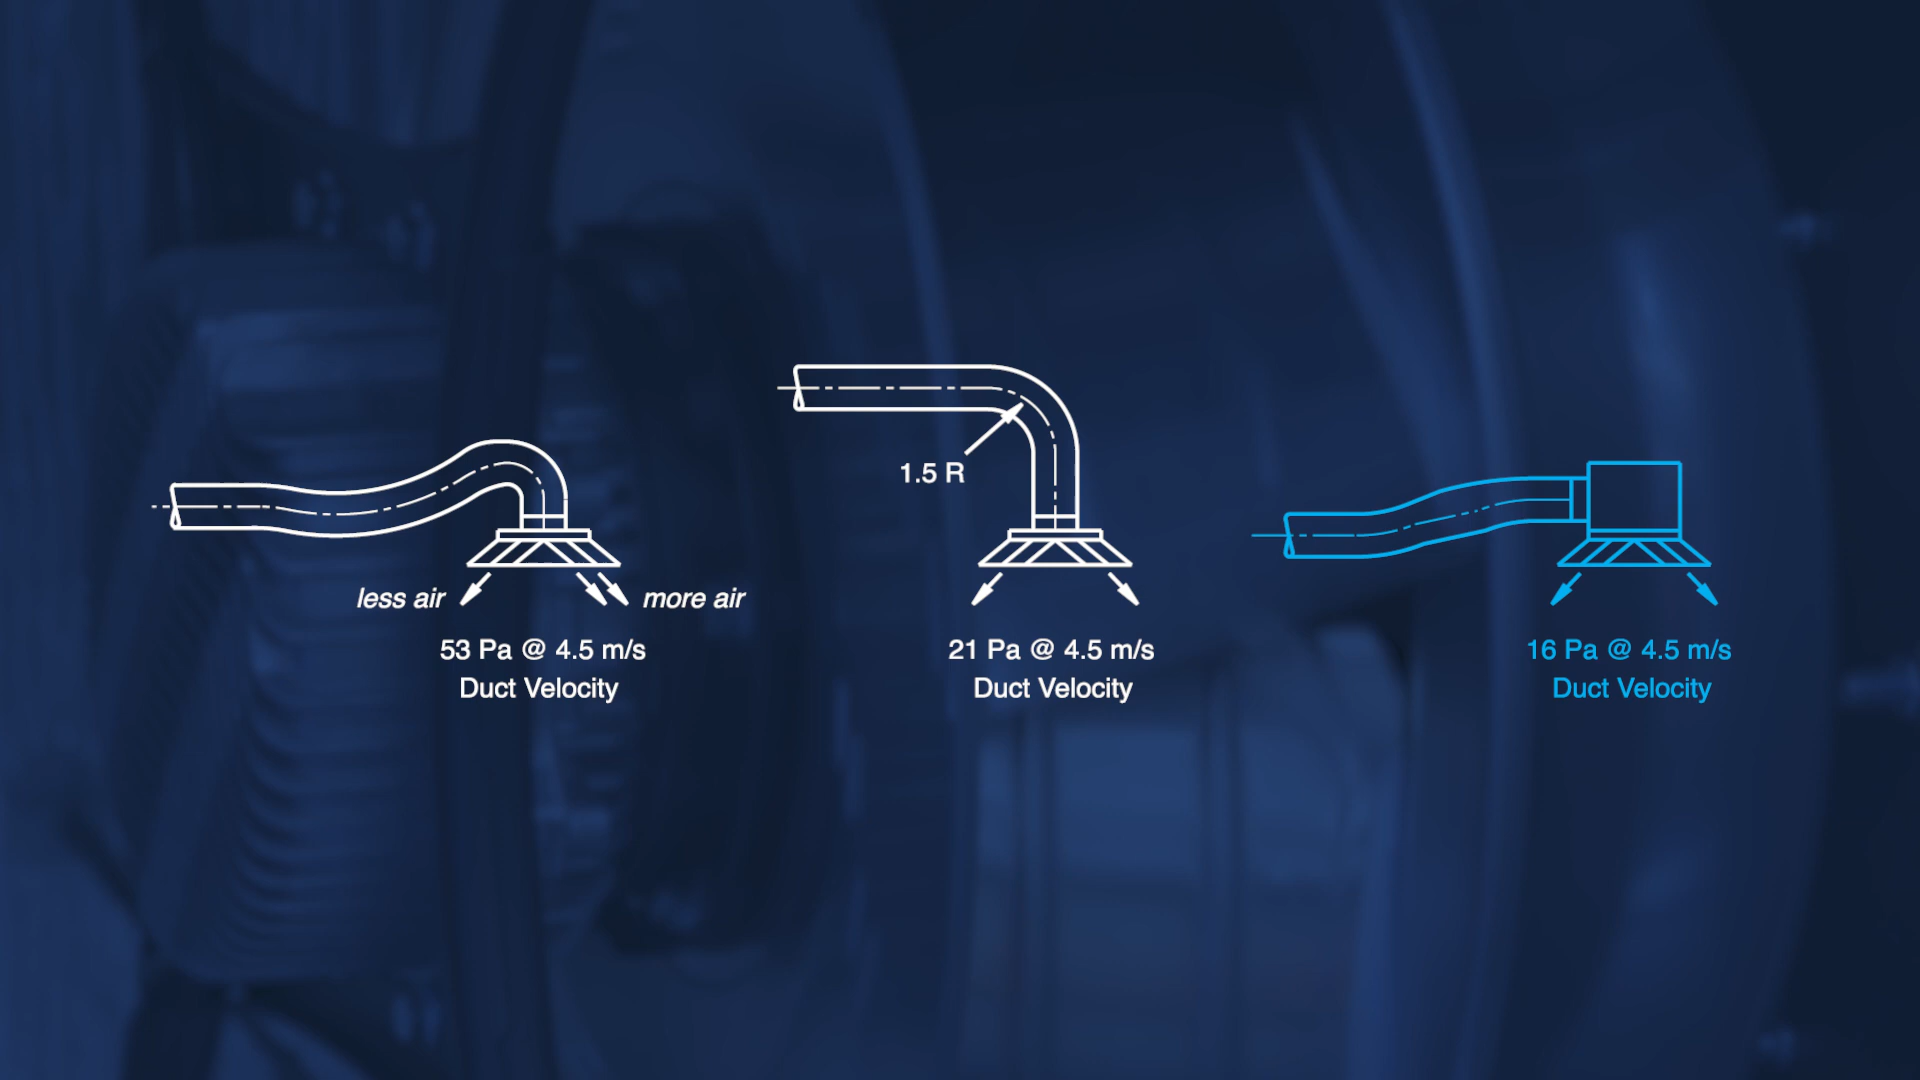 less air
more air
53 Pa @ 4.5 m/s
Duct Velocity
1.5 R
21 Pa @ 4.5 m/s
Duct Velocity
16 Pa @ 4.5 m/s
Duct Velocity